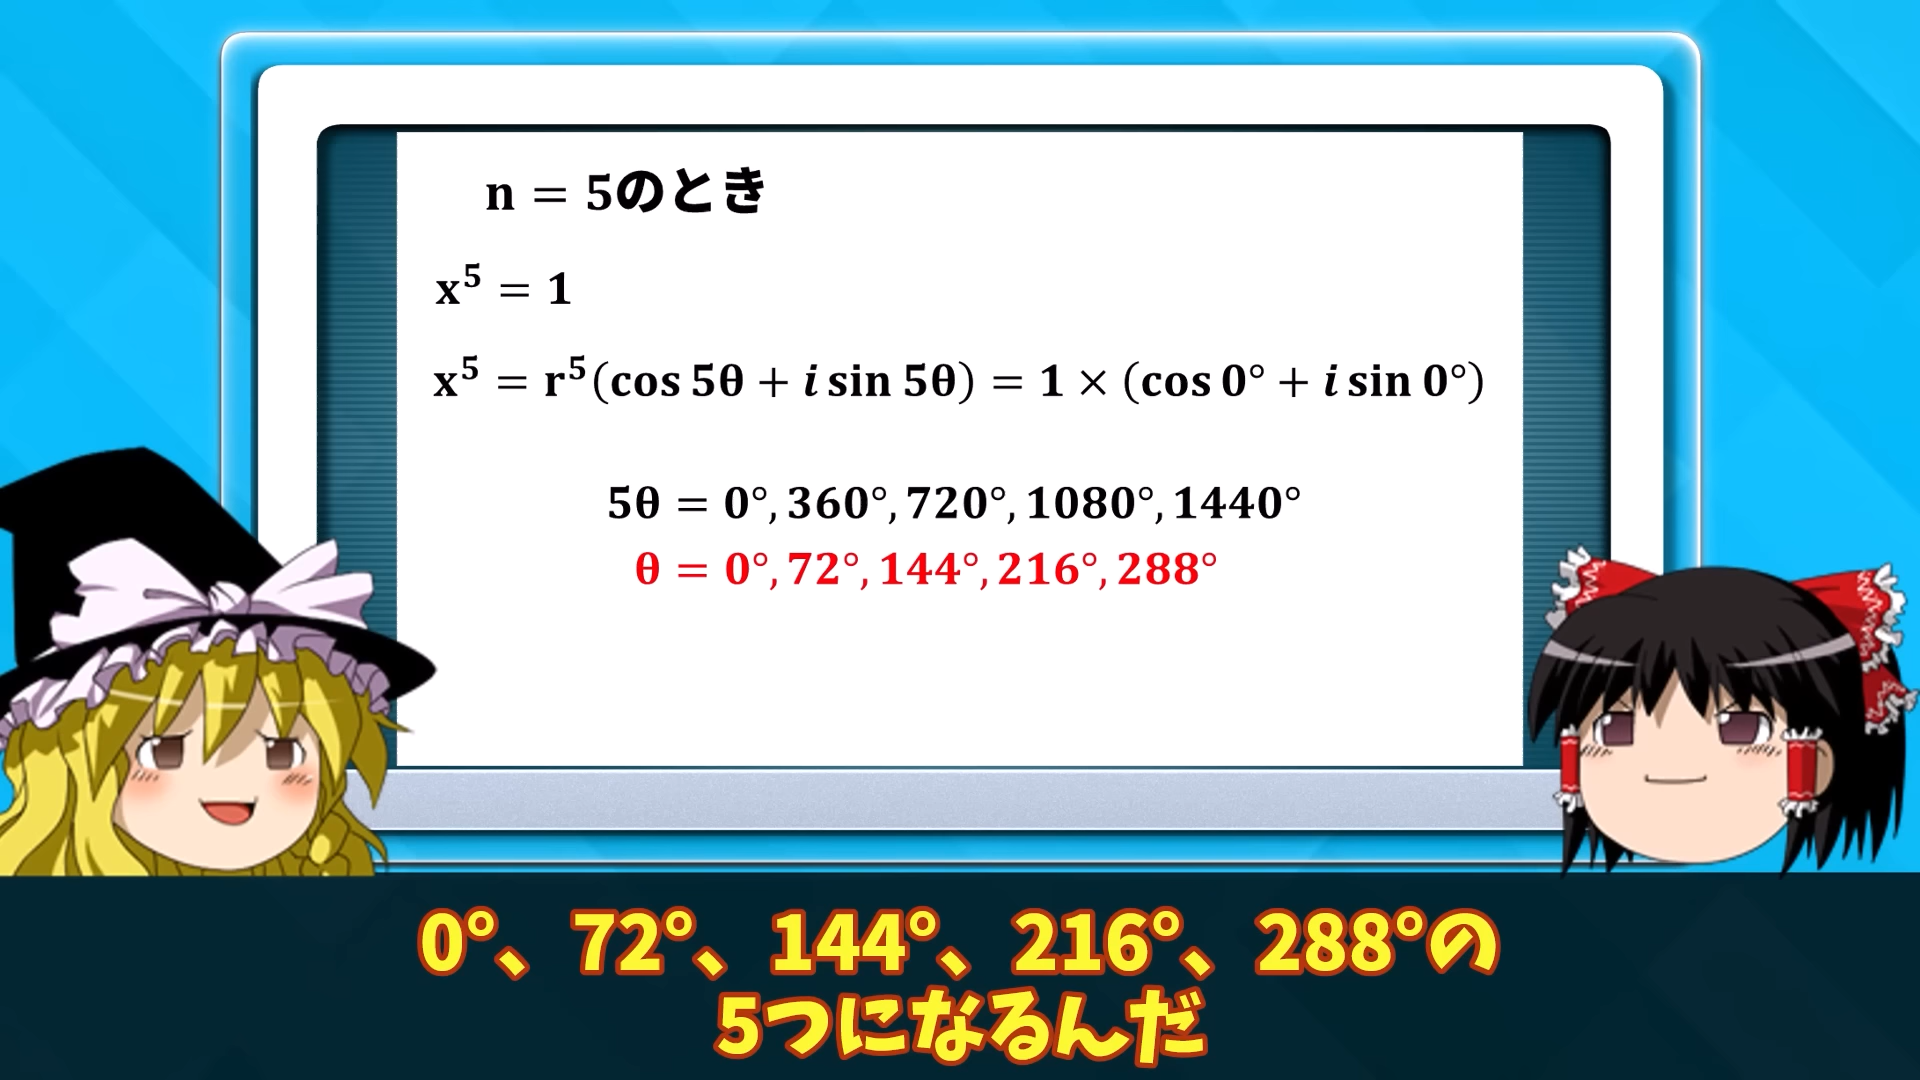 n = 5のとき
x⁵ = 1
x⁵ = r⁵(cos 5θ + i sin 5θ) = 1 × (cos 0° + i sin 0°)
5θ = 0°, 360°, 720°, 1080°, 1440°
θ = 0°, 72°, 144°, 216°, 288°
0°、72°、144°、216°、288°の
5つになるんだ